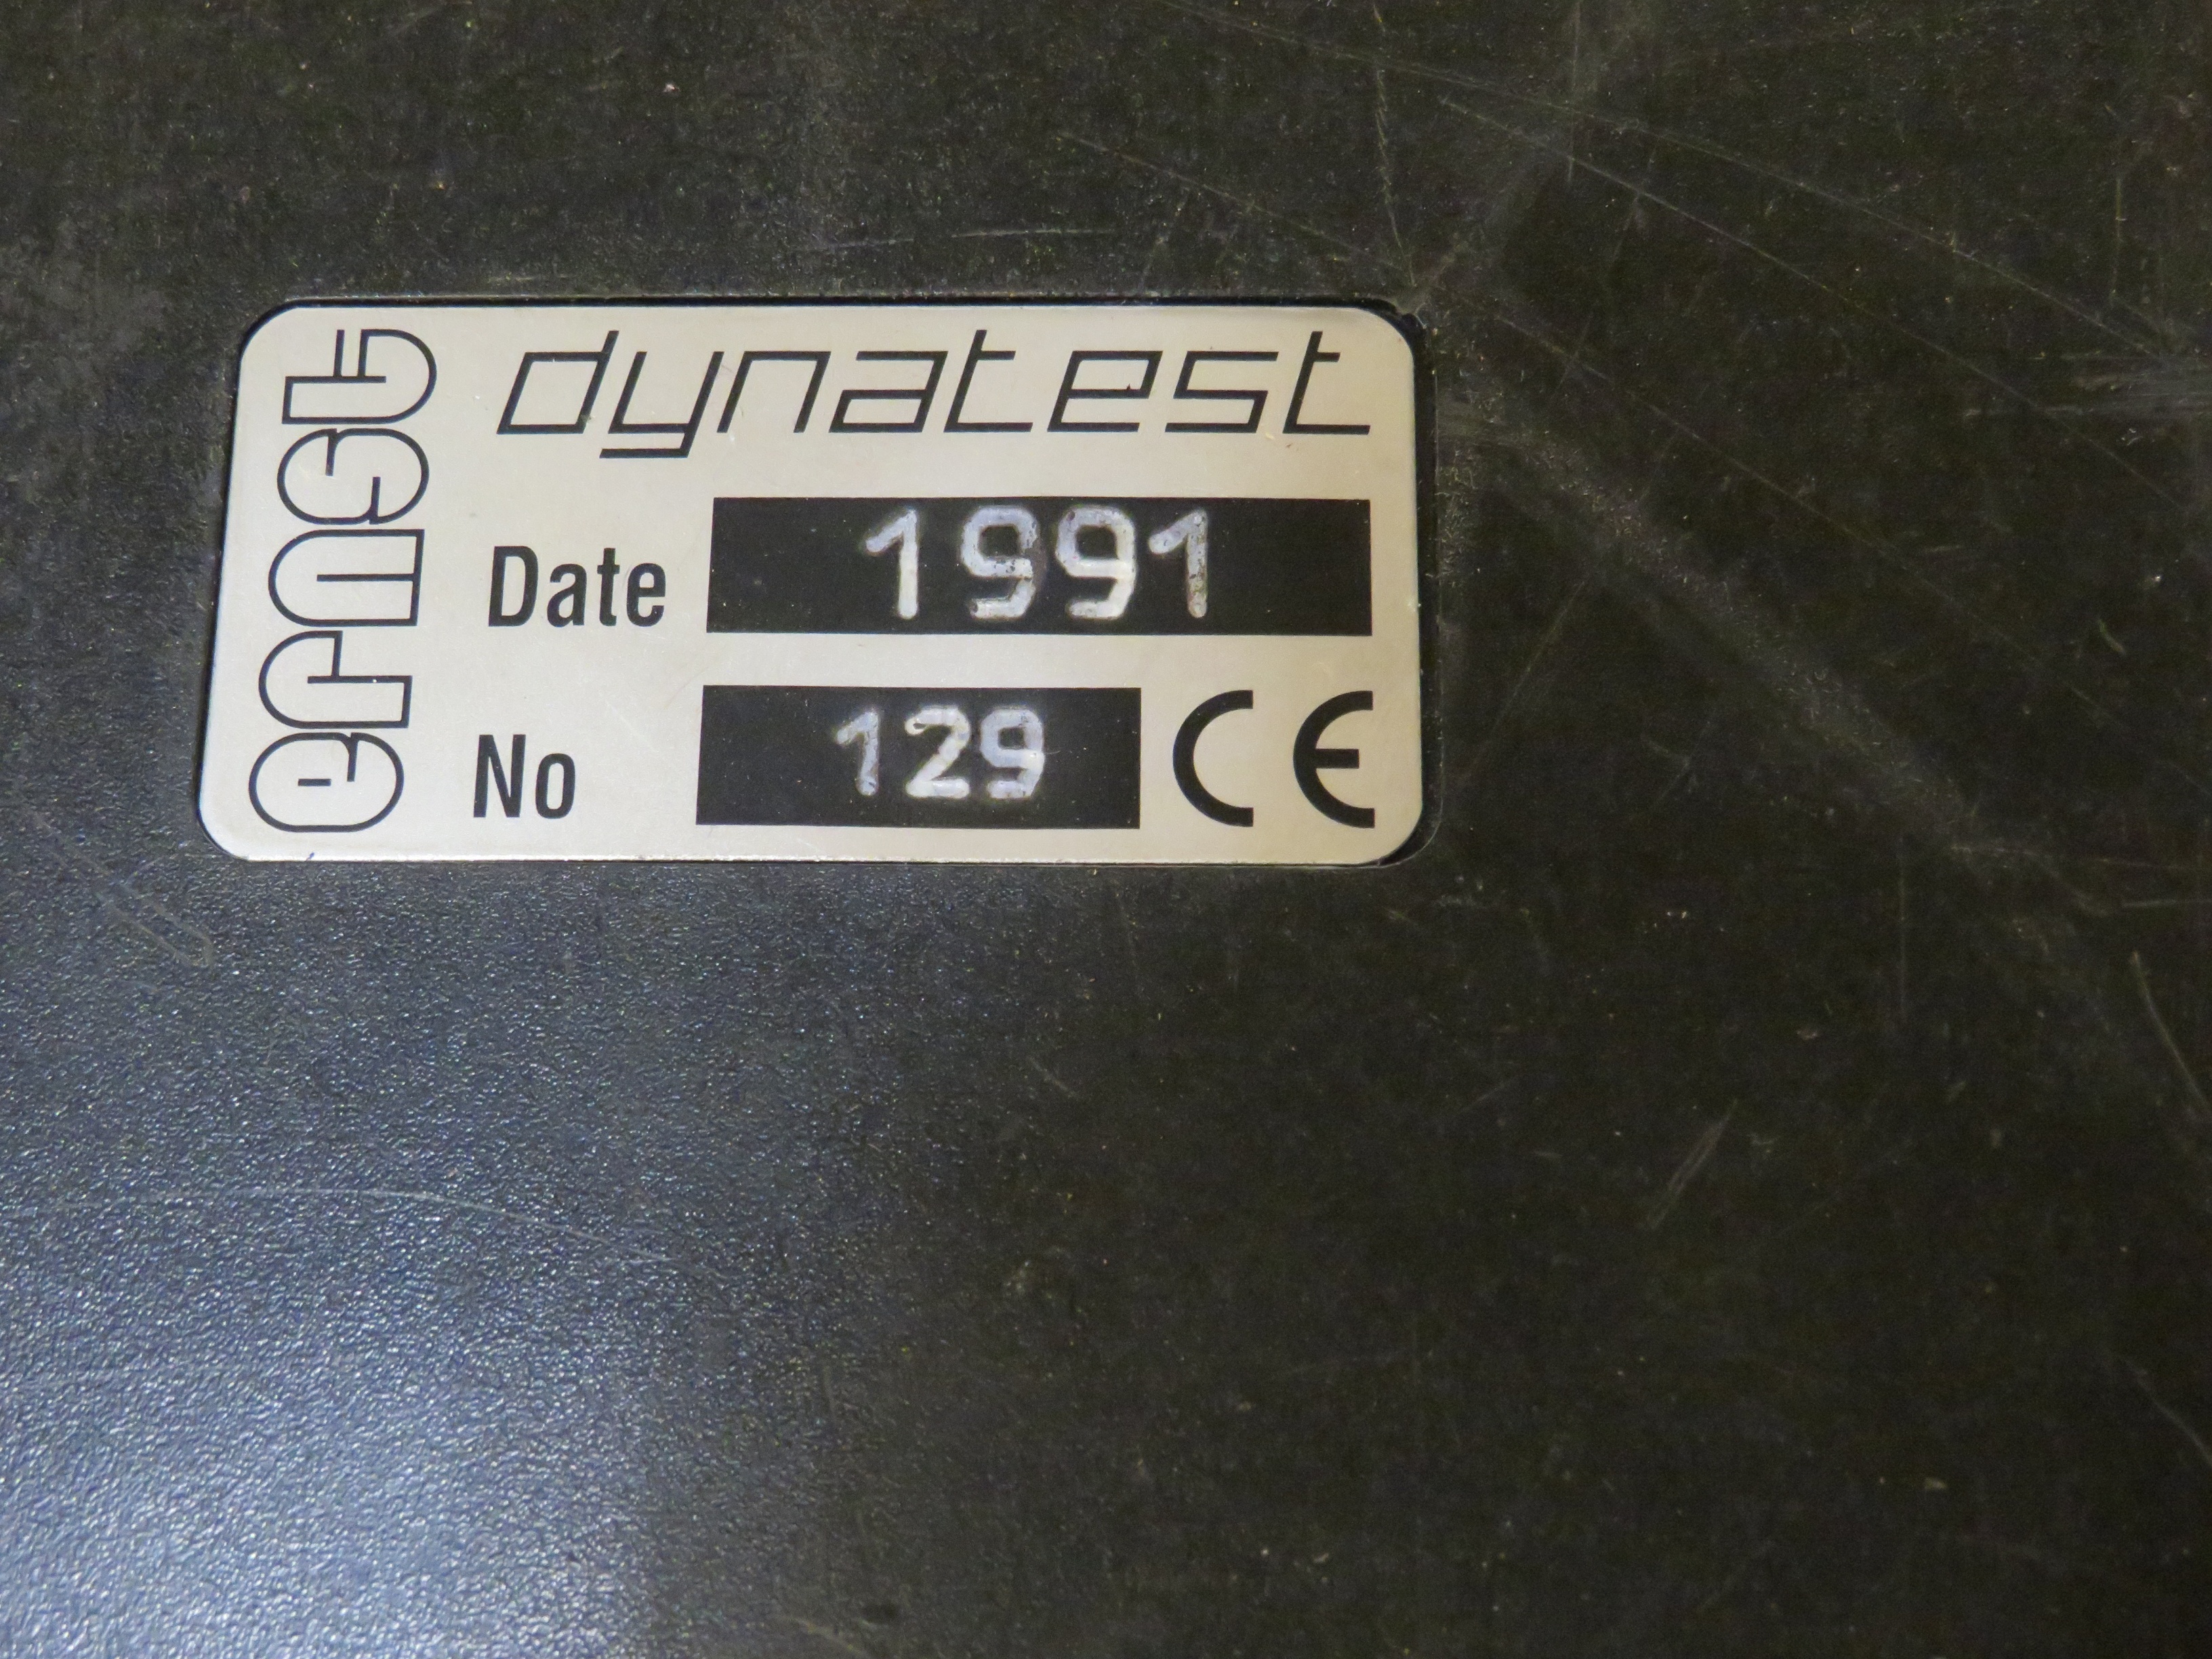 ernst
dynatest
Date 1991
No 129 CE